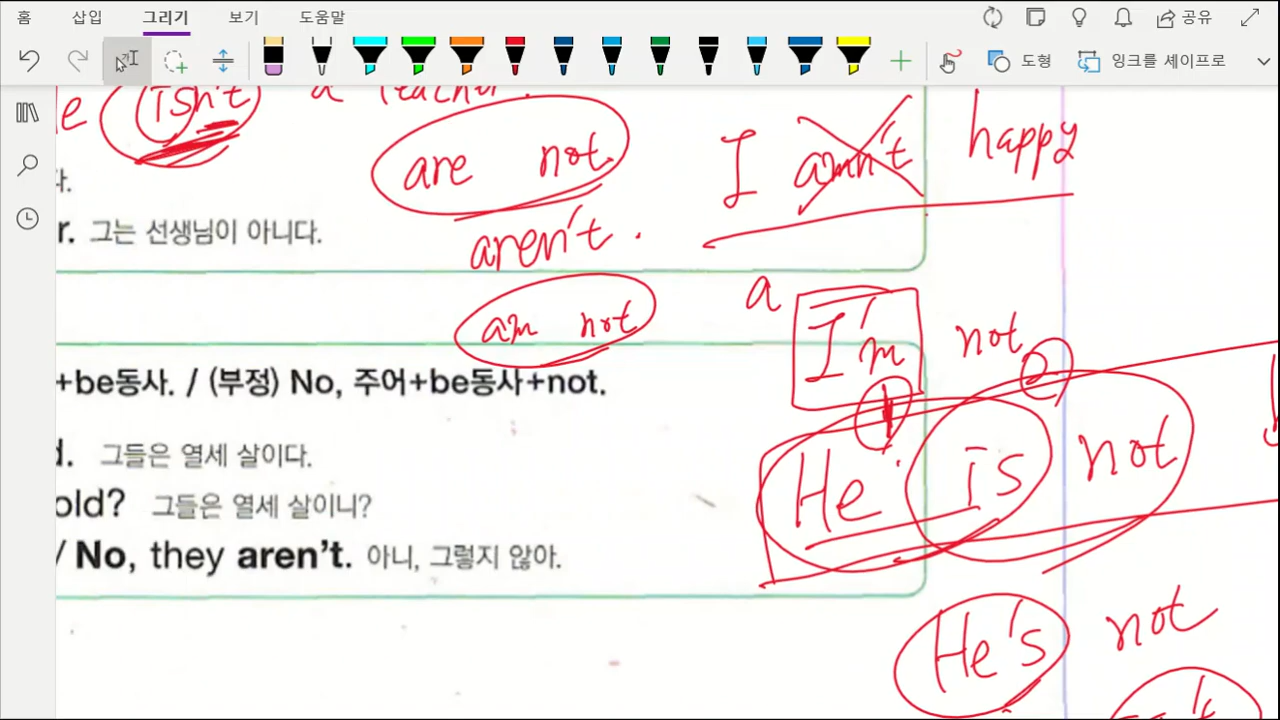 홈 삽입 그리기 보기 도움말 공유
도형 잉크를 셰이프로
isn't a teacher.
are not I amn't happy
다.
r. 그는 선생님이 아니다. aren't.
a
am not I'm not
2
+be동사. / (부정) No, 주어+be동사+not.
1
d. 그들은 열세 살이다. He is not
old? 그들은 열세 살이니?
/ No, they aren't. 아니, 그렇지 않아.
He's not